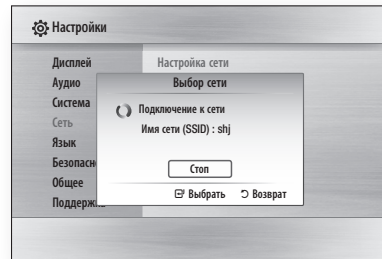 Настройки
Дисплей
Настройка сети
Аудио
Система
Сеть
Язык
Безопасн
Общее
Поддержк
Выбор сети
Подключение к сети
Имя сети (SSID) : shj
Стоп
Выбрать Возврат